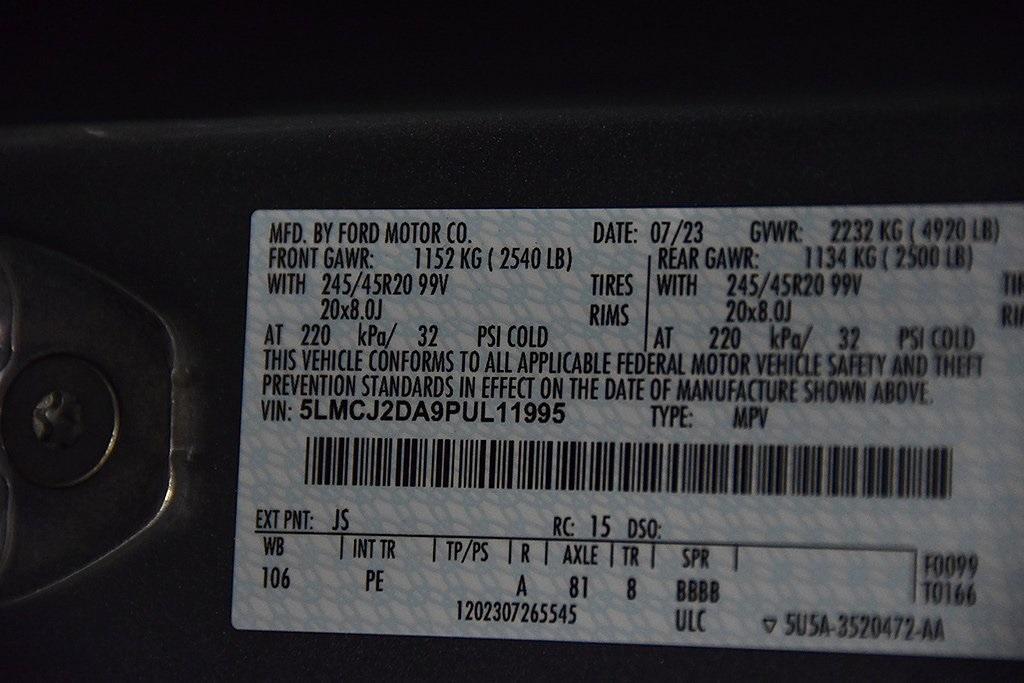 MFD. BY FORD MOTOR CO. DATE: 07/23 GVWR: 2232 KG ( 4920 LB)
FRONT GAWR: 1152 KG ( 2540 LB) REAR GAWR: 1134 KG ( 2500 LB)
WITH 245/45R20 99V TIRES WITH 245/45R20 99V
20x8.0J RIMS 20x8.0J
AT 220 kPa/ 32 PSI COLD AT 220 kPa/ 32 PSI COLD
THIS VEHICLE CONFORMS TO ALL APPLICABLE FEDERAL MOTOR VEHICLE SAFETY AND THEFT
PREVENTION STANDARDS IN EFFECT ON THE DATE OF MANUFACTURE SHOWN ABOVE.
VIN: 5LMCJ2DA9PUL11995 TYPE: MPV
EXT PNT: JS RC: 15 DSO:
WB INT TR TP/PS R AXLE TR SPR F0099
106 PE A 81 8 BBBB T0166
1202307265545 ULC ▽ 5U5A-3520472-AA